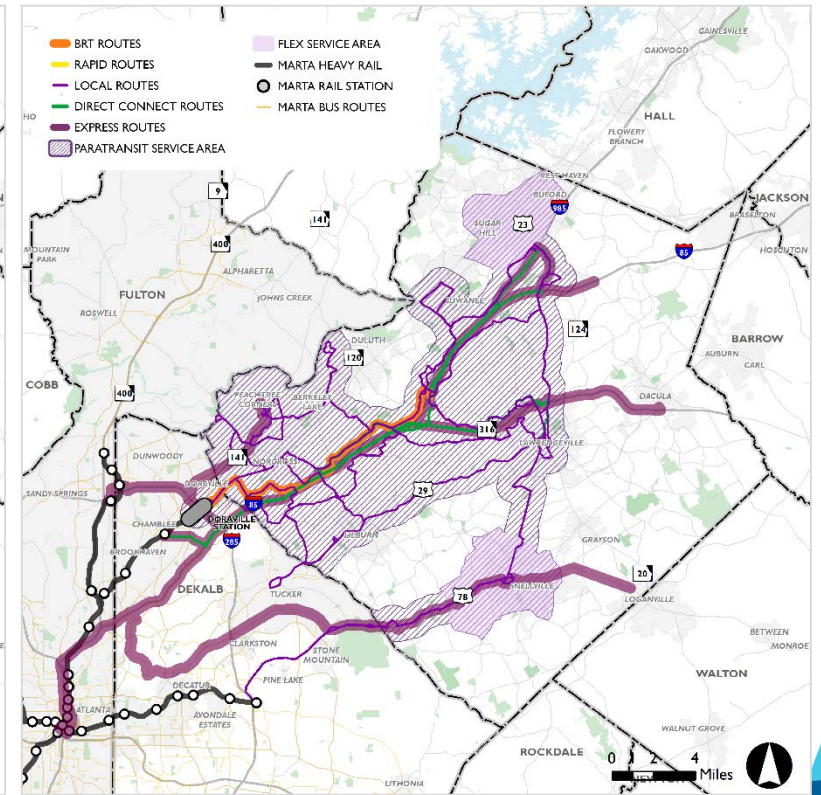 BRT ROUTES
RAPID ROUTES
LOCAL ROUTES
DIRECT CONNECT ROUTES
EXPRESS ROUTES
PARATRANSIT SERVICE AREA
FLEX SERVICE AREA
MARTA HEAVY RAIL
MARTA RAIL STATION
MARTA BUS ROUTES
GAINESVILLE
OAKWOOD
HALL
FLOWERY
BRANCH
REST HAVEN
BUFORD
985
9
141
SUGAR
HILL
23
JACKSON
BRASELTON
HOSCHTON
85
400
MOUNTAIN
PARK
ALPHARETTA
FULTON
JOHNS CREEK
ROSWELL
SUWANEE
124
DULUTH
120
BARROW
AUBURN
CARL
COBB
400
PEACHTREE
CORNERS
BERKELEY
LAKE
DACULA
316
LAWRENCEVILLE
DUNWOODY
141
NORCROSS
SANDY SPRINGS
DORAVILLE
85
29
CHAMBLEE
DORAVILLE
STATION
285
BROOKHAVEN
LILBURN
GRAYSON
DEKALB
TUCKER
SNELLVILLE
20
78
LOGANVILLE
CLARKSTON
STONE
MOUNTAIN
BETWEEN
MONROE
PINE LAKE
WALTON
DECATUR
ATLANTA
AVONDALE
ESTATES
WALNUT GROVE
ROCKDALE
0 2 4
Miles
LITHONIA